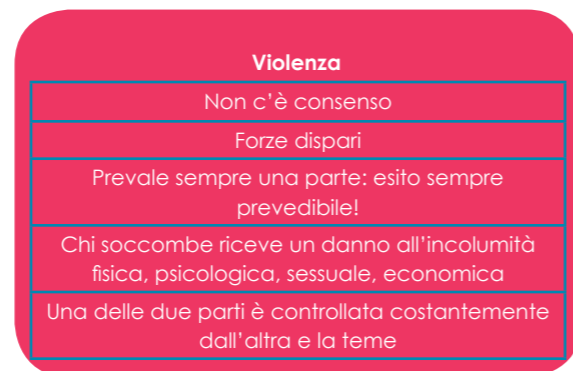 Violenza
Non c'è consenso
Forze dispari
Prevale sempre una parte: esito sempre
prevedibile!
Chi soccombe riceve un danno all'incolumità
fisica, psicologica, sessuale, economica
Una delle due parti è controllata costantemente
dall'altra e la teme